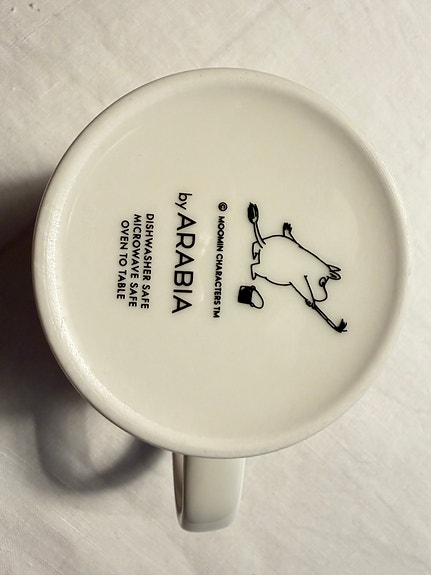 © MOOMIN CHARACTERS TM
by ARABIA
DISHWASHER SAFE
MICROWAVE SAFE
OVEN TO TABLE